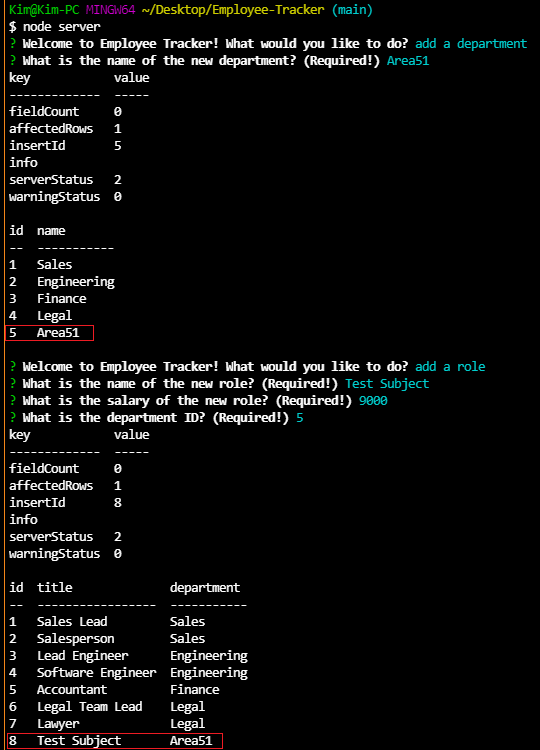 Kim@Kim-PC MINGW64 ~/Desktop/Employee-Tracker (main)
$ node server
? Welcome to Employee Tracker! What would you like to do? add a department
? What is the name of the new department? (Required!) Area51
key            value
-------------  -----
fieldCount     0
affectedRows   1
insertId       5
info
serverStatus   2
warningStatus  0
id  name
--  -----------
1   Sales
2   Engineering
3   Finance
4   Legal
5   Area51
? Welcome to Employee Tracker! What would you like to do? add a role
? What is the name of the new role? (Required!) Test Subject
? What is the salary of the new role? (Required!) 9000
? What is the department ID? (Required!) 5
key            value
-------------  -----
fieldCount     0
affectedRows   1
insertId       8
info
serverStatus   2
warningStatus  0
id  title              department
--  -----------------  -----------
1   Sales Lead         Sales
2   Salesperson        Sales
3   Lead Engineer      Engineering
4   Software Engineer  Engineering
5   Accountant         Finance
6   Legal Team Lead    Legal
7   Lawyer             Legal
8   Test Subject       Area51